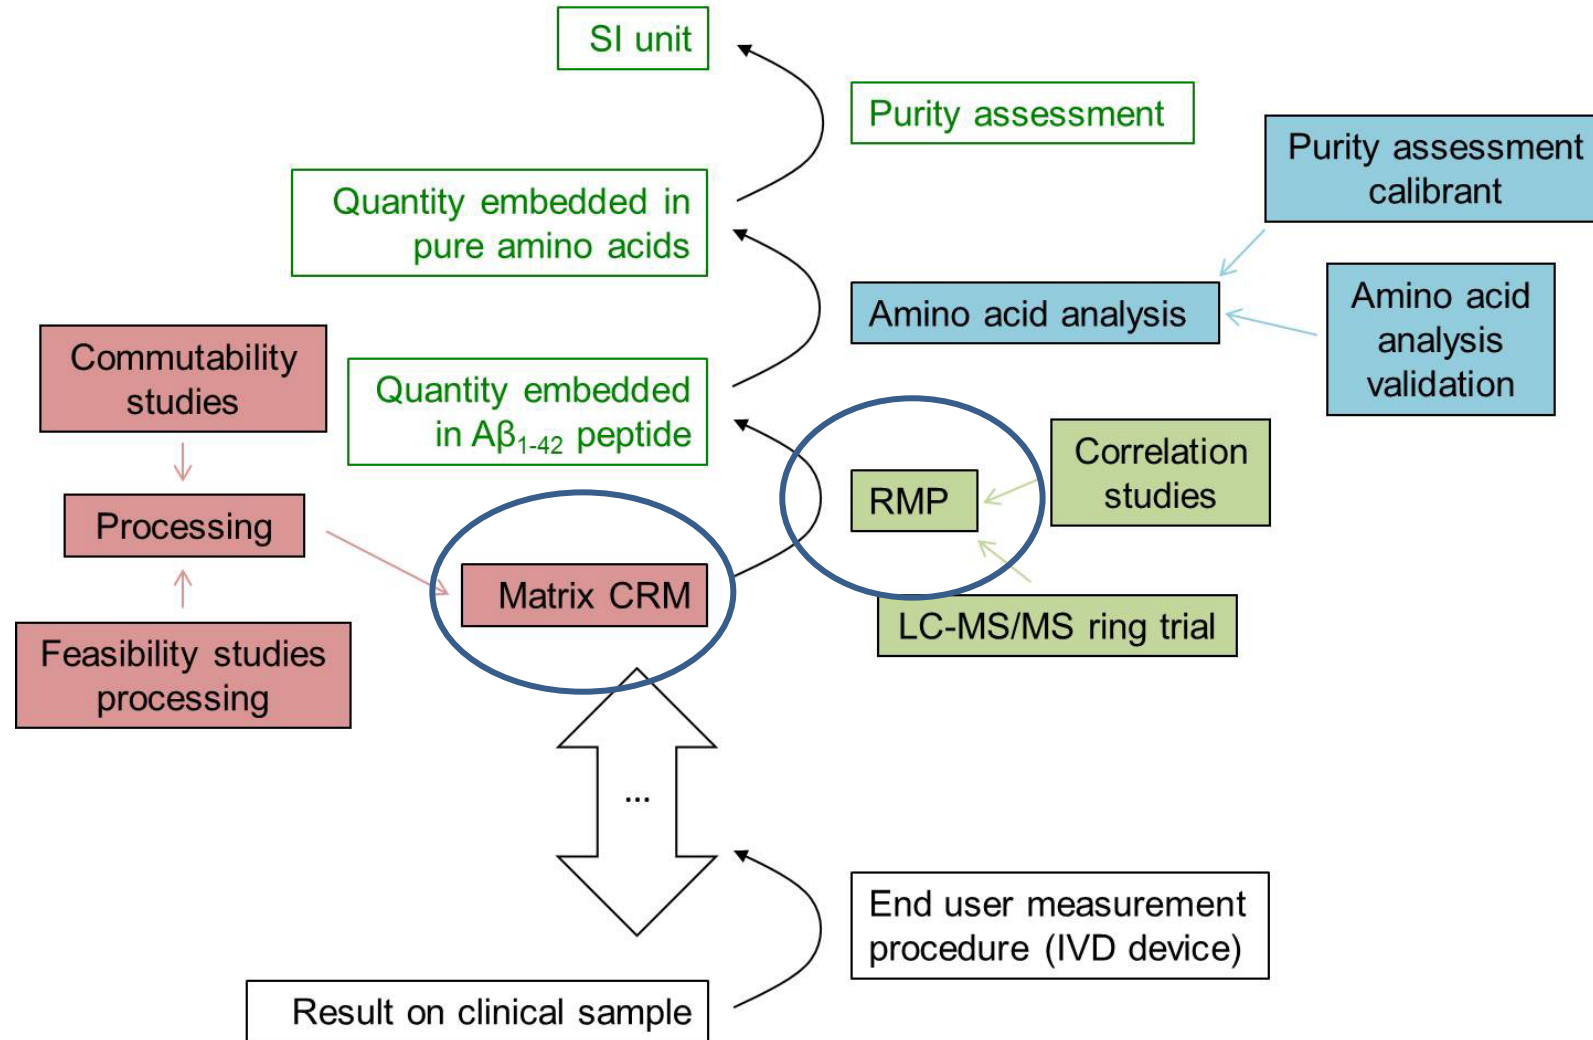 SI unit
Purity assessment
Purity assessment
calibrant
Quantity embedded in
pure amino acids
Amino acid analysis
Amino acid
analysis
validation
Commutability
studies
Quantity embedded
in Aβ1-42 peptide
Correlation
studies
RMP
Processing
Matrix CRM
LC-MS/MS ring trial
Feasibility studies
processing
...
End user measurement
procedure (IVD device)
Result on clinical sample